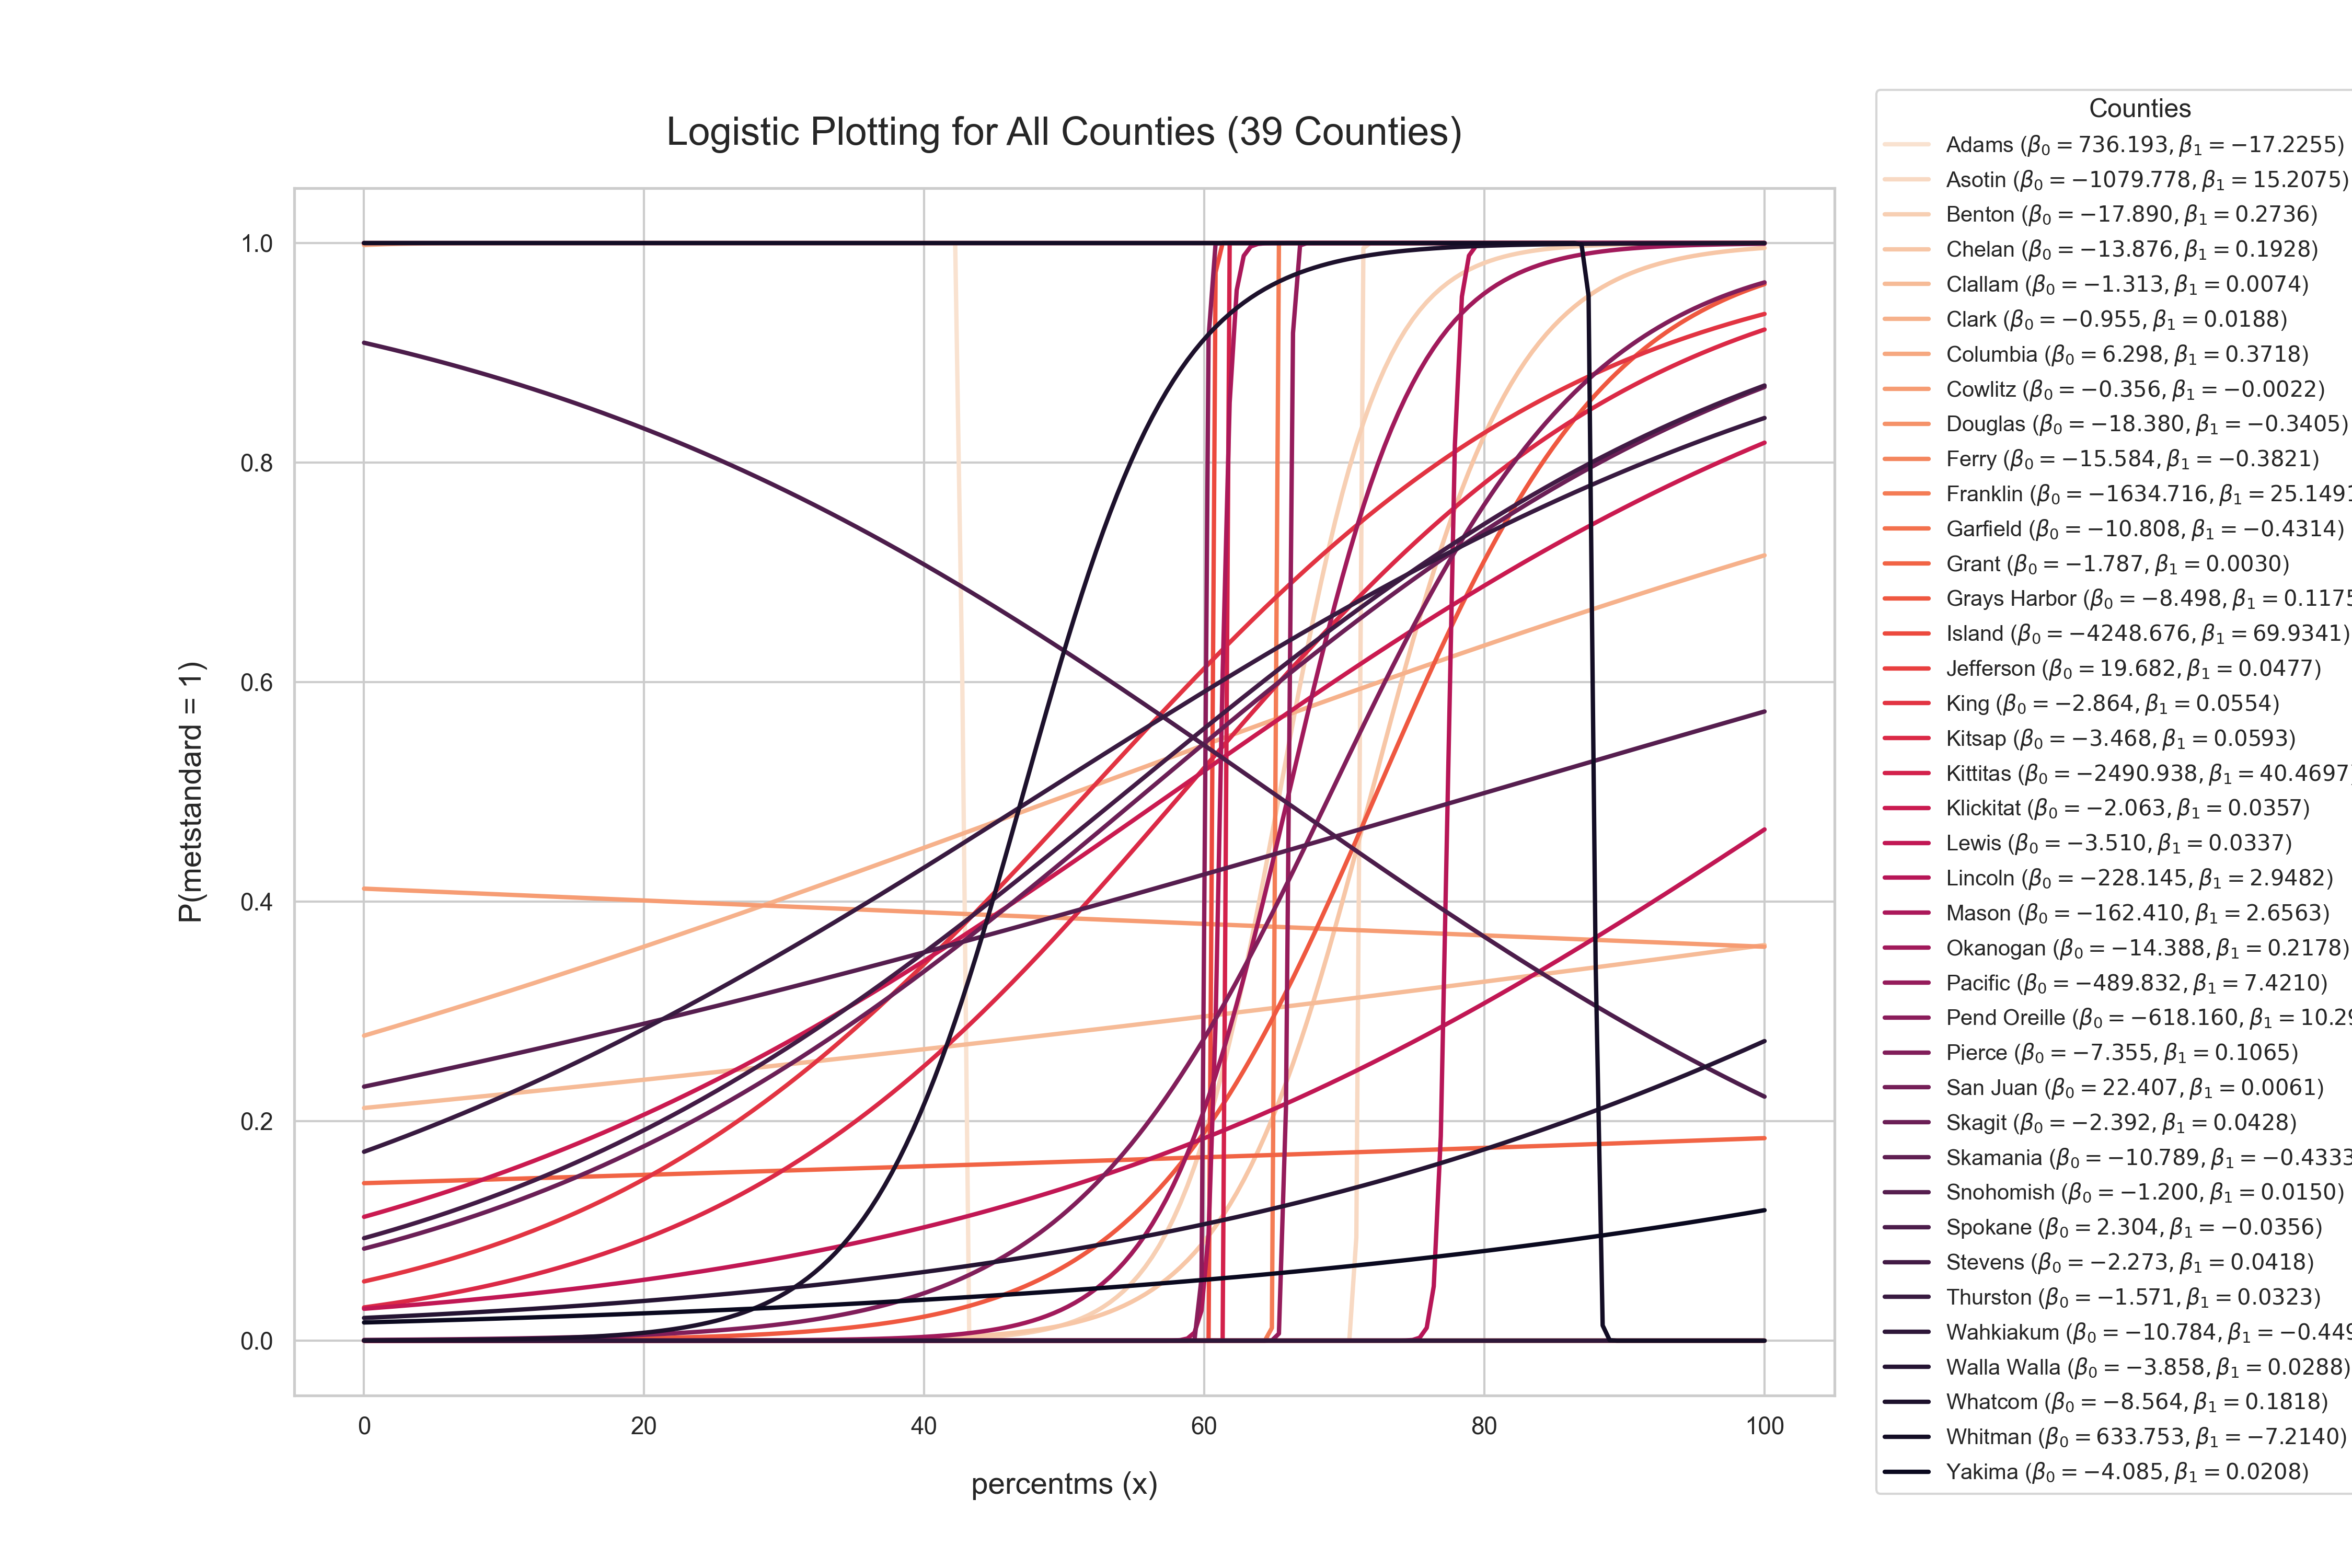 Logistic Plotting for All Counties (39 Counties)
P(metstandard = 1)
1.0
0.8
0.6
0.4
0.2
0.0
0 20 40 60 80 100
percentms (x)
Counties
Adams (β₀ = 736.193, β₁ = −17.2255)
Asotin (β₀ = −1079.778, β₁ = 15.2075)
Benton (β₀ = −17.890, β₁ = 0.2736)
Chelan (β₀ = −13.876, β₁ = 0.1928)
Clallam (β₀ = −1.313, β₁ = 0.0074)
Clark (β₀ = −0.955, β₁ = 0.0188)
Columbia (β₀ = 6.298, β₁ = 0.3718)
Cowlitz (β₀ = −0.356, β₁ = −0.0022)
Douglas (β₀ = −18.380, β₁ = −0.3405)
Ferry (β₀ = −15.584, β₁ = −0.3821)
Franklin (β₀ = −1634.716, β₁ = 25.1491
Garfield (β₀ = −10.808, β₁ = −0.4314)
Grant (β₀ = −1.787, β₁ = 0.0030)
Grays Harbor (β₀ = −8.498, β₁ = 0.1175
Island (β₀ = −4248.676, β₁ = 69.9341)
Jefferson (β₀ = 19.682, β₁ = 0.0477)
King (β₀ = −2.864, β₁ = 0.0554)
Kitsap (β₀ = −3.468, β₁ = 0.0593)
Kittitas (β₀ = −2490.938, β₁ = 40.4697)
Klickitat (β₀ = −2.063, β₁ = 0.0357)
Lewis (β₀ = −3.510, β₁ = 0.0337)
Lincoln (β₀ = −228.145, β₁ = 2.9482)
Mason (β₀ = −162.410, β₁ = 2.6563)
Okanogan (β₀ = −14.388, β₁ = 0.2178)
Pacific (β₀ = −489.832, β₁ = 7.4210)
Pend Oreille (β₀ = −618.160, β₁ = 10.29
Pierce (β₀ = −7.355, β₁ = 0.1065)
San Juan (β₀ = 22.407, β₁ = 0.0061)
Skagit (β₀ = −2.392, β₁ = 0.0428)
Skamania (β₀ = −10.789, β₁ = −0.4333
Snohomish (β₀ = −1.200, β₁ = 0.0150)
Spokane (β₀ = 2.304, β₁ = −0.0356)
Stevens (β₀ = −2.273, β₁ = 0.0418)
Thurston (β₀ = −1.571, β₁ = 0.0323)
Wahkiakum (β₀ = −10.784, β₁ = −0.449
Walla Walla (β₀ = −3.858, β₁ = 0.0288)
Whatcom (β₀ = −8.564, β₁ = 0.1818)
Whitman (β₀ = 633.753, β₁ = −7.2140)
Yakima (β₀ = −4.085, β₁ = 0.0208)